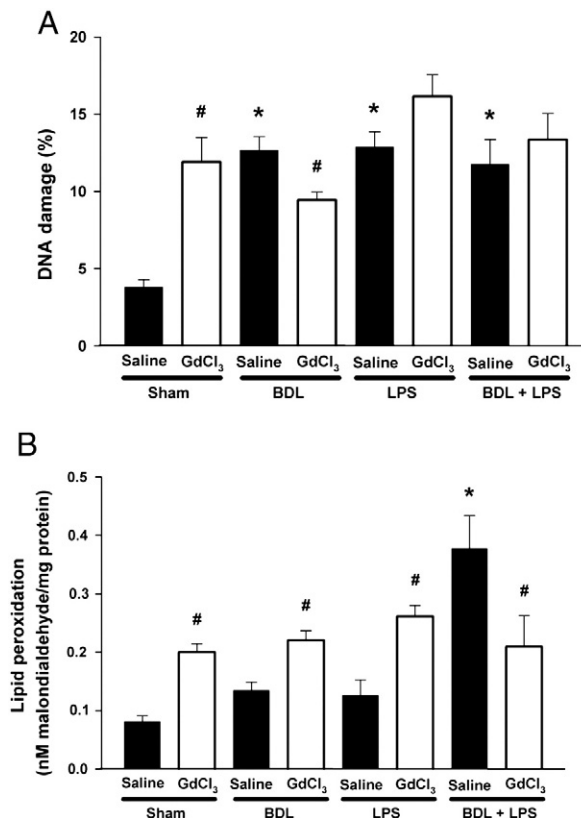 A
DNA damage (%)
20
15
10
5
0
# * # * *
Saline GdCl₃ Saline GdCl₃ Saline GdCl₃ Saline GdCl₃
Sham BDL LPS BDL + LPS
B
Lipid peroxidation
(nM malondialdehyde/mg protein)
0.5
0.4
0.3
0.2
0.1
0.0
# # # * #
Saline GdCl₃ Saline GdCl₃ Saline GdCl₃ Saline GdCl₃
Sham BDL LPS BDL + LPS